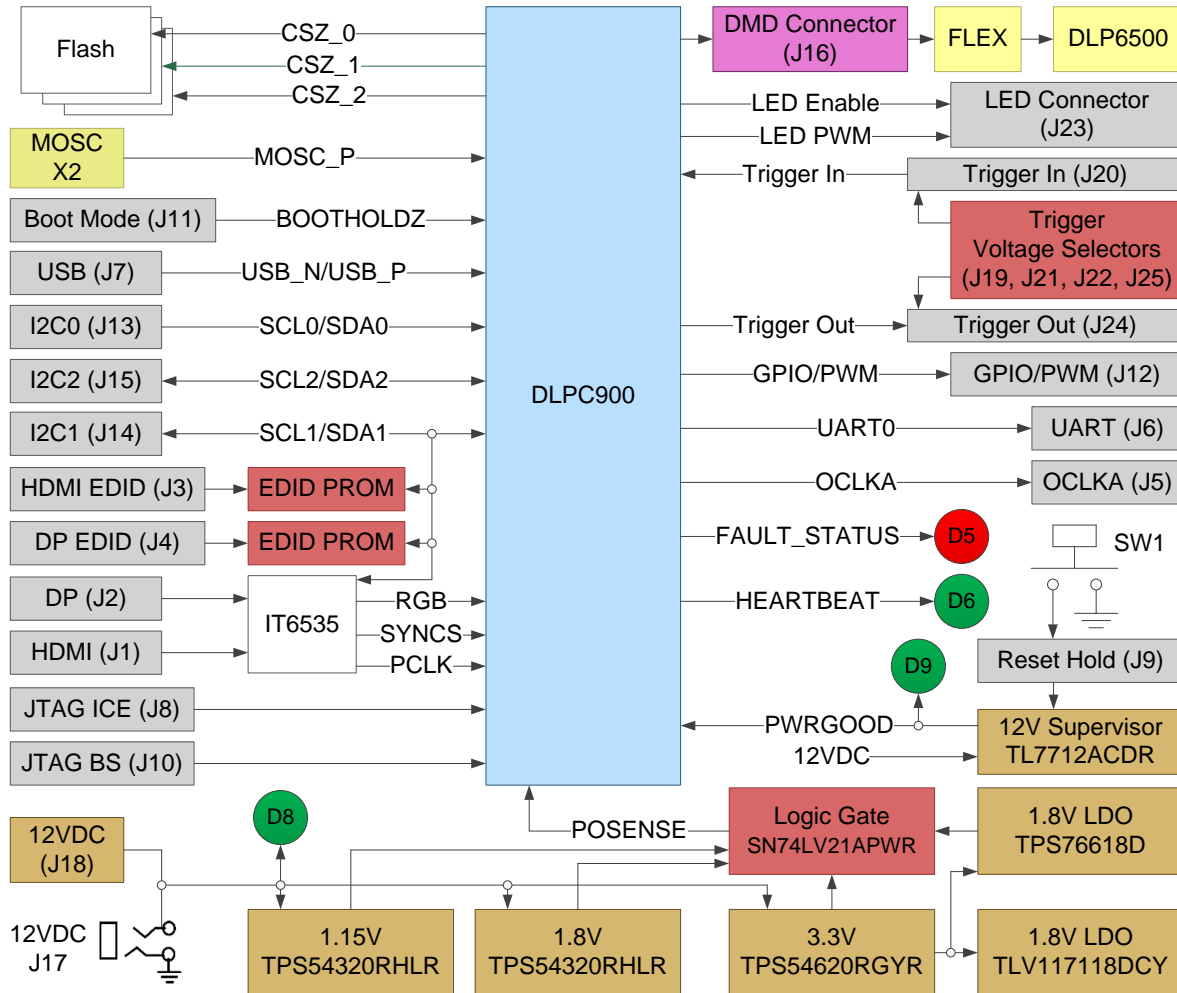 Flash
CSZ_0
CSZ_1
CSZ_2
DMD Connector
(J16)
FLEX
DLP6500
MOSC
X2
MOSC_P
LED Enable
LED PWM
LED Connector
(J23)
Trigger In
Trigger In (J20)
Boot Mode (J11)
BOOTHOLDZ
Trigger
Voltage Selectors
(J19, J21, J22, J25)
USB (J7)
USB_N/USB_P
I2C0 (J13)
SCL0/SDA0
Trigger Out
Trigger Out (J24)
I2C2 (J15)
SCL2/SDA2
DLPC900
GPIO/PWM
GPIO/PWM (J12)
I2C1 (J14)
SCL1/SDA1
UART0
UART (J6)
HDMI EDID (J3)
EDID PROM
OCLKA
OCLKA (J5)
DP EDID (J4)
EDID PROM
FAULT_STATUS
D5
SW1
DP (J2)
IT6535
RGB
SYNCS
PCLK
HEARTBEAT
D6
HDMI (J1)
D9
Reset Hold (J9)
JTAG ICE (J8)
PWRGOOD
12VDC
12V Supervisor
TL7712ACDR
JTAG BS (J10)
12VDC
(J18)
D8
POSENSE
Logic Gate
SN74LV21APWR
1.8V LDO
TPS76618D
12VDC
J17
1.15V
TPS54320RHLR
1.8V
TPS54320RHLR
3.3V
TPS54620RGYR
1.8V LDO
TLV117118DCY